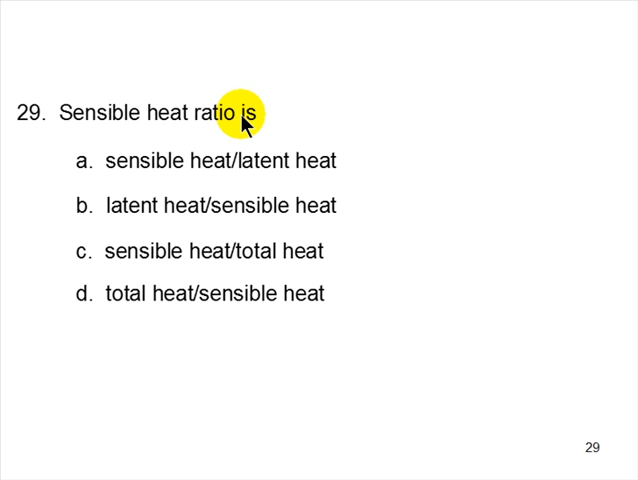 29. Sensible heat ratio is
a. sensible heat/latent heat
b. latent heat/sensible heat
c. sensible heat/total heat
d. total heat/sensible heat
29